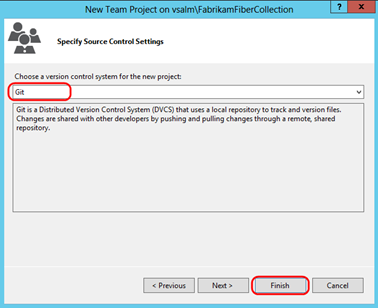 New Team Project on vsalm\FabrikamFiberCollection
?
x
Specify Source Control Settings
Choose a version control system for the new project:
Git
Git is a Distributed Version Control System (DVCS) that uses a local repository to track and version files.
Changes are shared with other developers by pushing and pulling changes through a remote, shared
repository.
< Previous
Next >
Finish
Cancel